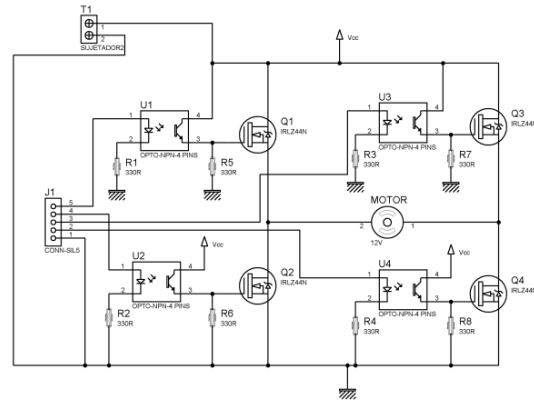 T1
1
2
SUJETADOR2
Vcc
U1
1
4
2
3
OPTO-NPN-4 PINS
Q1
IRLZ44N
R1
330R
R5
330R
U3
1
4
2
3
OPTO-NPN-4 PINS
Q3
IRLZ44N
R3
330R
R7
330R
J1
5
4
3
2
1
CONN-SIL5
MOTOR
2
1
12V
U2
1
4
2
3
OPTO-NPN-4 PINS
Vcc
Q2
IRLZ44N
R2
330R
R6
330R
U4
1
4
2
3
OPTO-NPN-4 PINS
Vcc
Q4
IRLZ44N
R4
330R
R8
330R